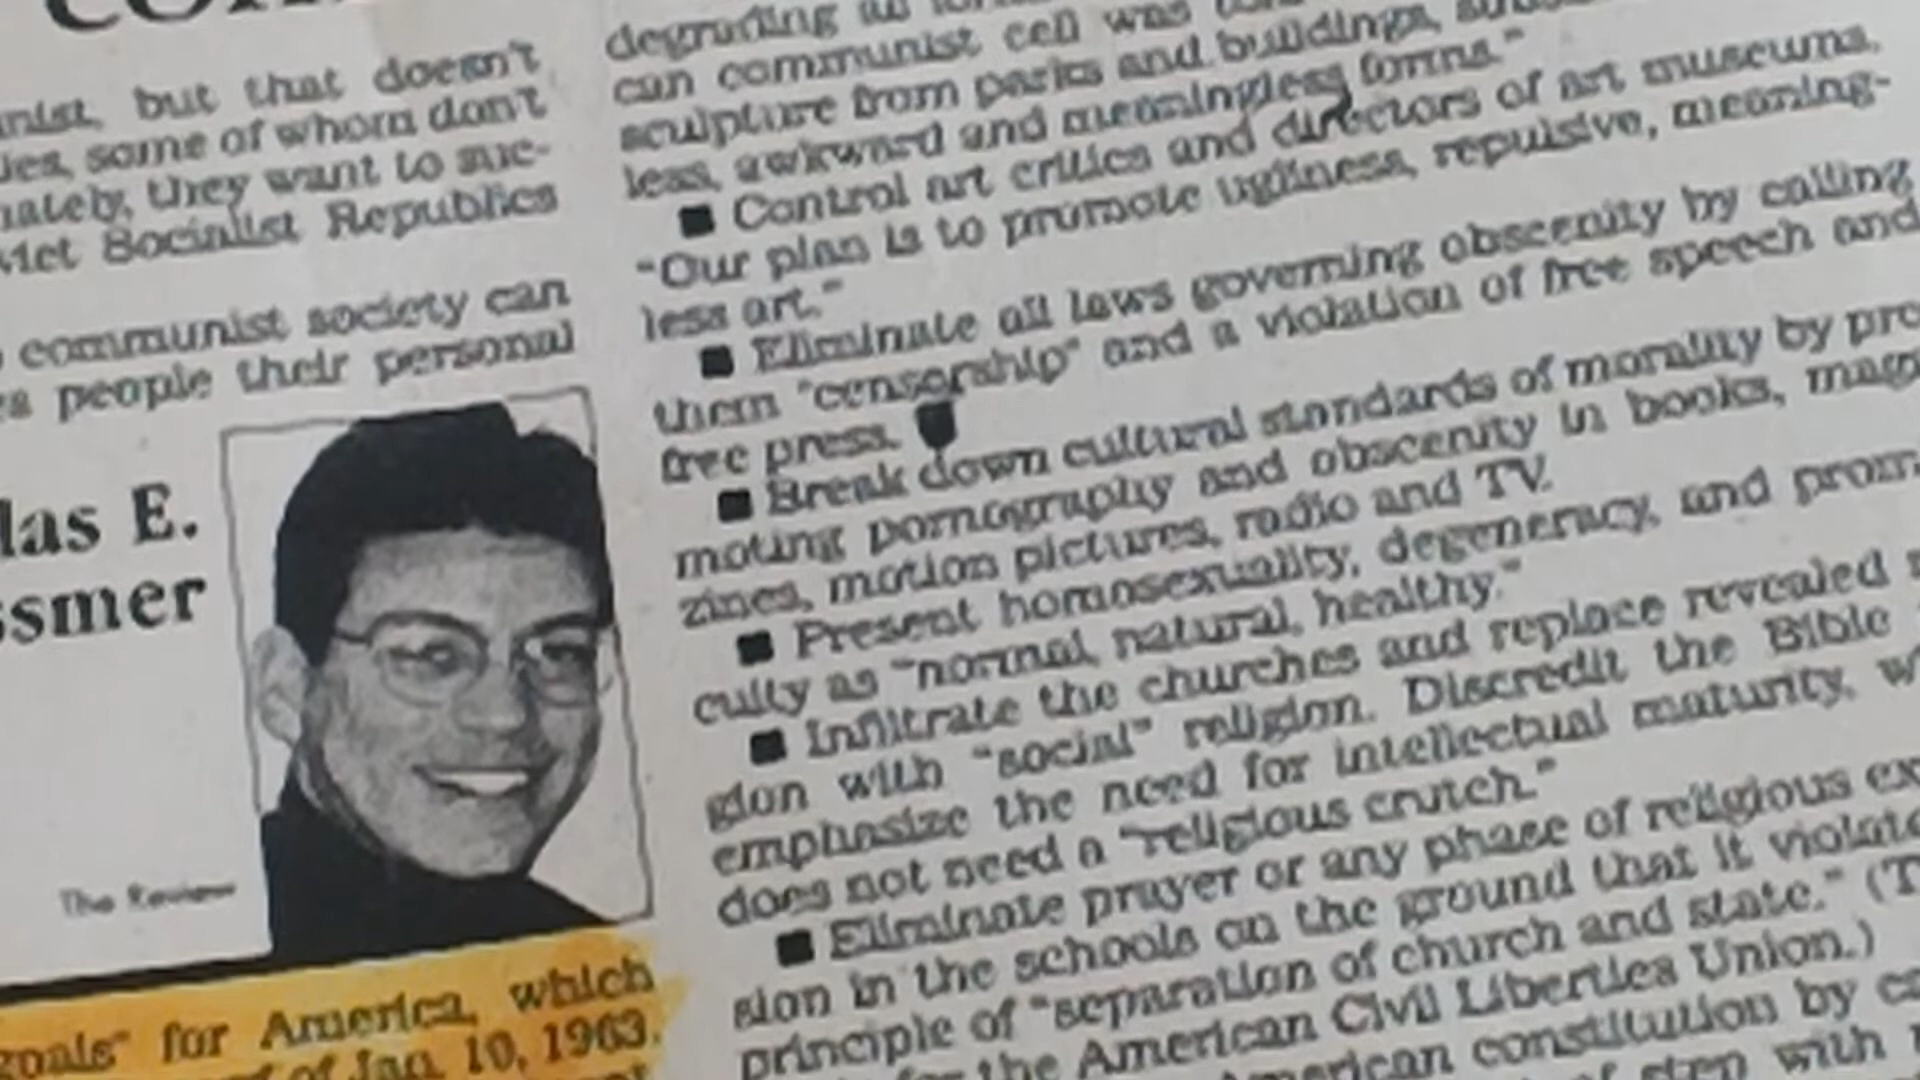 but that doesn't
some of whom don't
they want to suc-
Socialist Republics
communist society can
people their personal
las E.
ssmer
The Review
goals" for America, which
of Jan. 10, 1963.
degrading
can communist cell was
sculpture from parks and buildings,
less, awkward and meaningless forms."
■ Control art critics and directors of art museums.
"Our plan is to promote ugliness, repulsive, meaning-
less art."
■ Eliminate all laws governing obscenity by calling
them "censorship" and a violation of free speech and
free press.
■ Break down cultural standards of morality by pro-
moting pornography and obscenity in books, maga
zines, motion pictures, radio and TV.
■ Present homosexuality, degeneracy, and promis
cuity as "normal, natural, healthy."
■ Infiltrate the churches and replace revealed
gion with "social" religion. Discredit the Bible
emphasize the need for intellectual maturity, w
does not need a "religious crutch."
■ Eliminate prayer or any phase of religious ex
sion in the schools on the ground that it violate
principle of "separation of church and state." (T
for the American Civil Liberties Union.)
American constitution by ca
step with